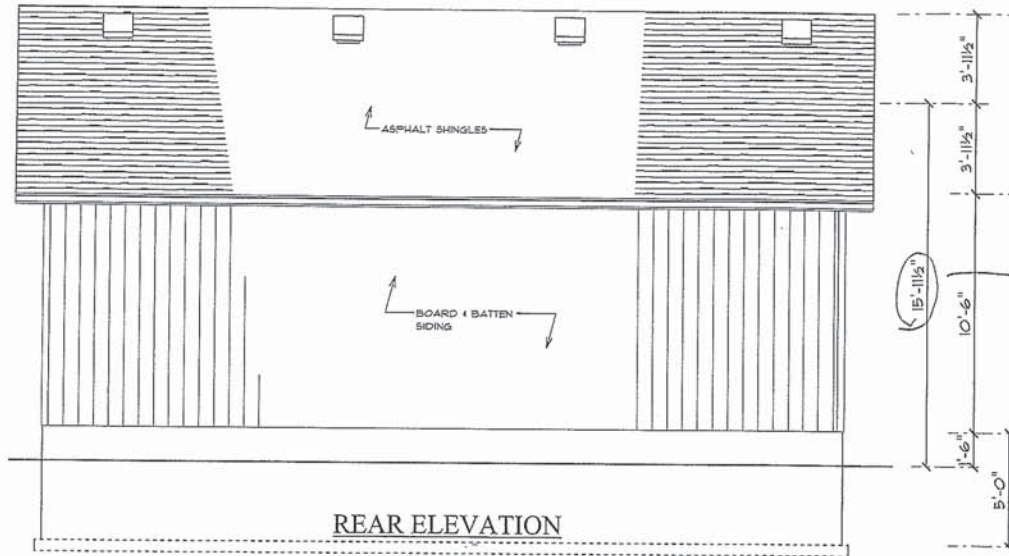 3'-11½"
ASPHALT SHINGLES
3'-11½"
15'-11½"
10'-6"
BOARD & BATTEN
SIDING
1'-6"
5'-0"
REAR ELEVATION